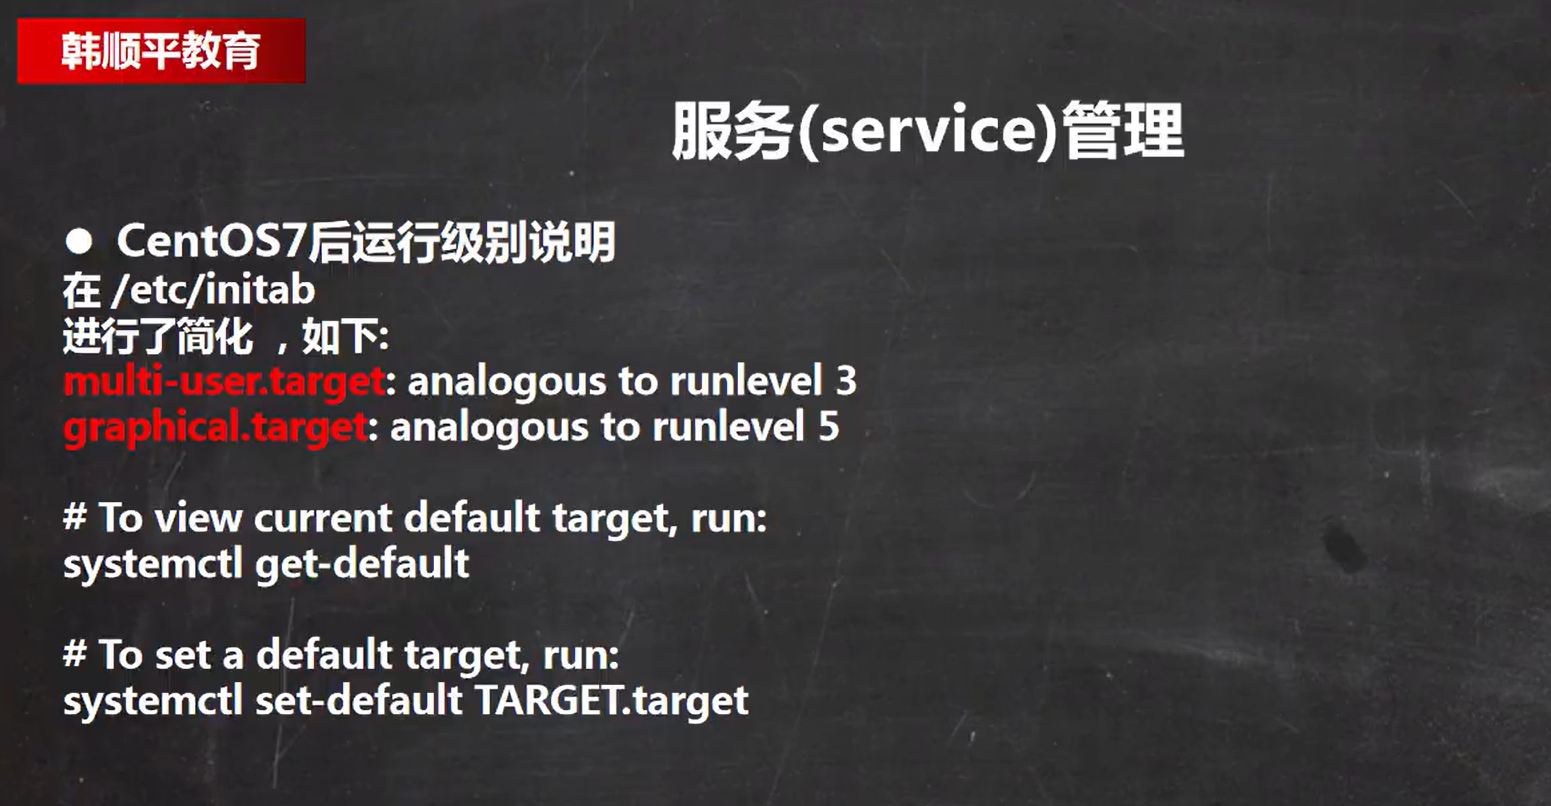 韩顺平教育
服务(service)管理
● CentOS7后运行级别说明
在 /etc/initab
进行了简化 ，如下:
multi-user.target: analogous to runlevel 3
graphical.target: analogous to runlevel 5
# To view current default target, run:
systemctl get-default
# To set a default target, run:
systemctl set-default TARGET.target